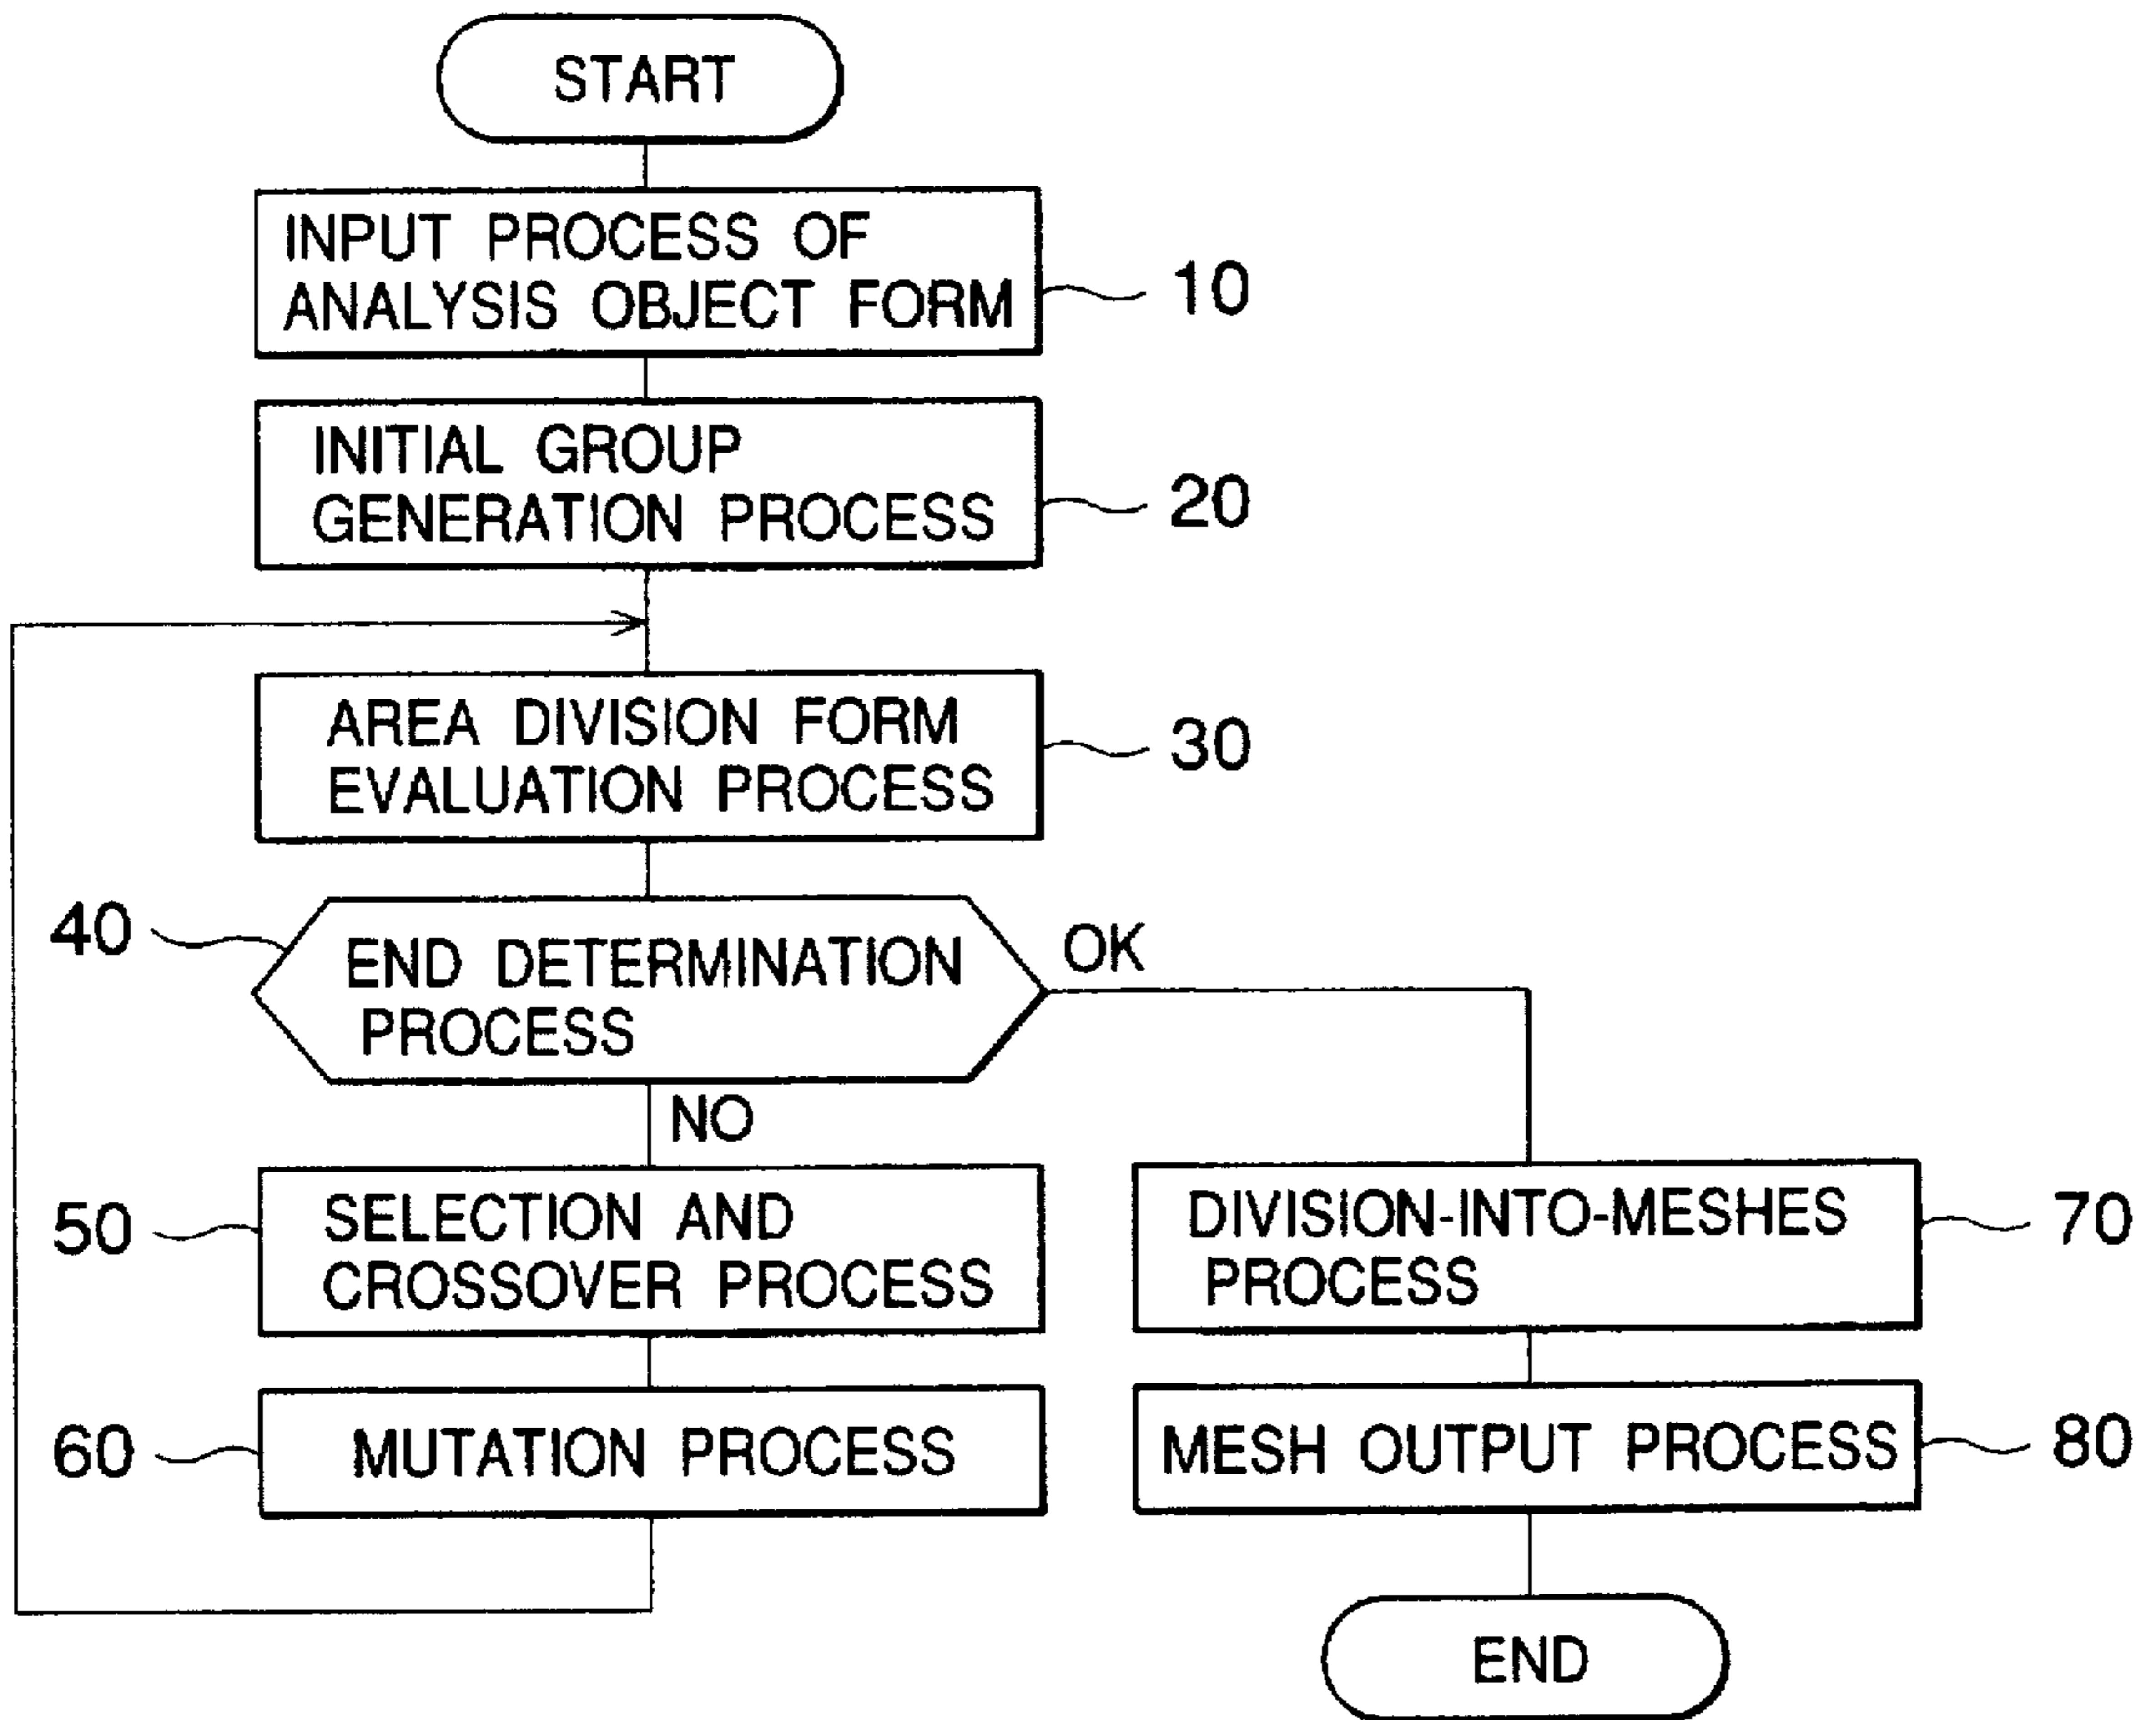 START
INPUT PROCESS OF
ANALYSIS OBJECT FORM
10
INITIAL GROUP
GENERATION PROCESS
20
AREA DIVISION FORM
EVALUATION PROCESS
30
40
END DETERMINATION
PROCESS
OK
NO
50
SELECTION AND
CROSSOVER PROCESS
DIVISION-INTO-MESHES
PROCESS
70
60
MUTATION PROCESS
MESH OUTPUT PROCESS
80
END